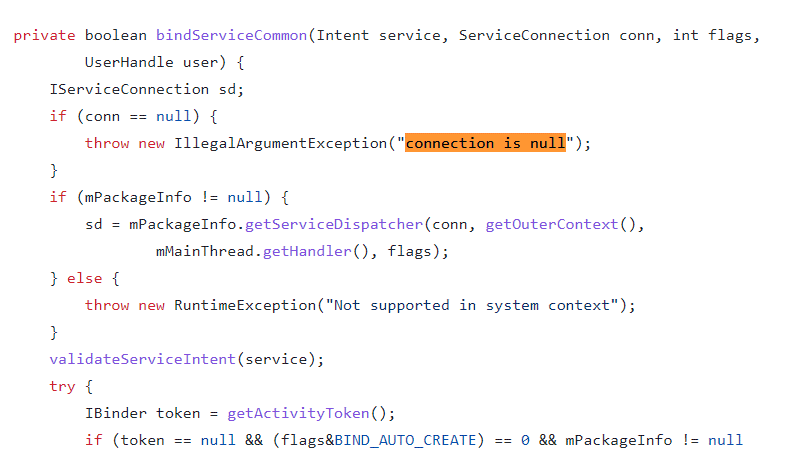 private boolean bindServiceCommon(Intent service, ServiceConnection conn, int flags,
        UserHandle user) {
    IServiceConnection sd;
    if (conn == null) {
        throw new IllegalArgumentException("connection is null");
    }
    if (mPackageInfo != null) {
        sd = mPackageInfo.getServiceDispatcher(conn, getOuterContext(),
                mMainThread.getHandler(), flags);
    } else {
        throw new RuntimeException("Not supported in system context");
    }
    validateServiceIntent(service);
    try {
        IBinder token = getActivityToken();
        if (token == null && (flags&BIND_AUTO_CREATE) == 0 && mPackageInfo != null